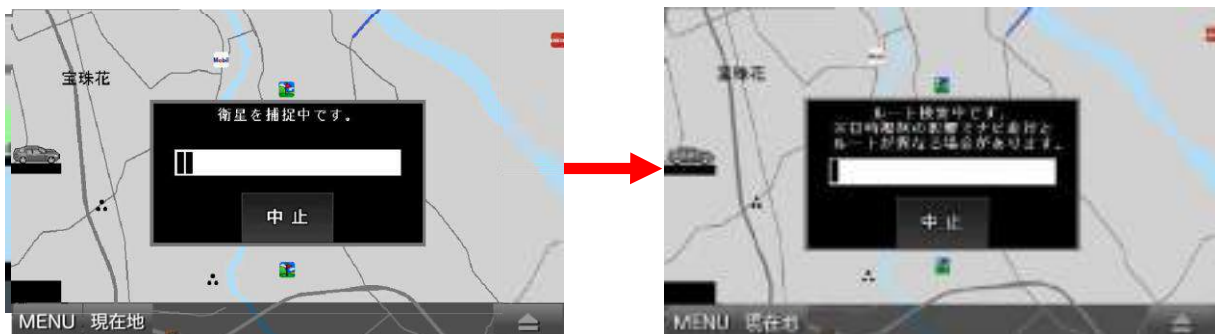 Mobil
宝珠花
衛星を捕捉中です。
中止
MENU 現在地
宝珠花
ルート検索中です。
※日時規制の影響でナビ走行と
ルートが異なる場合があります。
中止
MENU 現在地